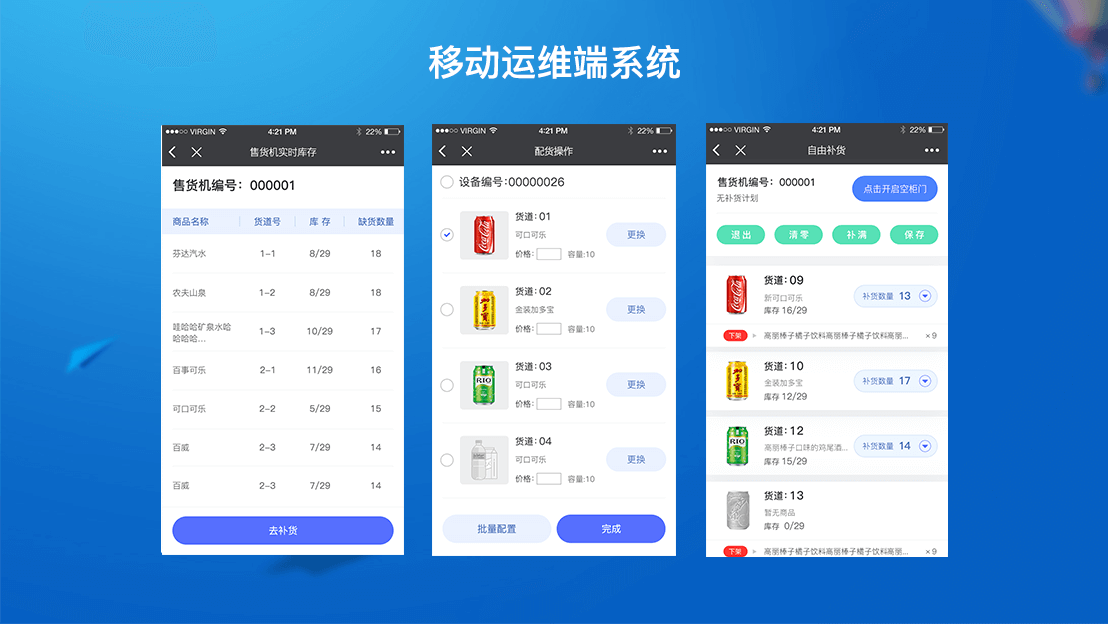 移动运维端系统
●●●○○ VIRGIN 4:21 PM 22%
售货机实时库存
售货机编号：000001
商品名称 货道号 库 存 缺货数量
芬达汽水 1-1 8/29 18
农夫山泉 1-2 8/29 18
哇哈哈矿泉水哈
哈哈哈... 1-3 10/29 17
百事可乐 2-1 11/29 16
可口可乐 2-2 5/29 15
百威 2-3 7/29 14
百威 2-3 7/29 14
去补货
●●●○○ VIRGIN 4:21 PM 22%
配货操作
设备编号:00000026
货道: 01
可口可乐
价格: 容量:10
更换
Coca-Cola
货道: 02
金装加多宝
价格: 容量:10
更换
加多寶
货道: 03
可口可乐
价格: 容量:10
更换
RIO
货道: 04
可口可乐
价格: 容量:10
更换
批量配置 完成
●●●○○ VIRGIN 4:21 PM 22%
自由补货
售货机编号：000001
无补货计划
点击开启空柜门
退出 清零 补满 保存
货道: 09
新可口可乐
库存 16/29
补货数量 13
Coca-Cola
下架 高丽棒子橘子饮料高丽棒子橘子饮料高丽... ×9
货道: 10
金装加多宝
库存 12/29
补货数量 17
加多寶
货道: 12
高丽棒子口味的鸡尾酒...
库存 15/29
补货数量 14
RIO
货道: 13
暂无商品
库存 0/29
下架 高丽棒子橘子饮料高丽棒子橘子饮料高丽... ×9